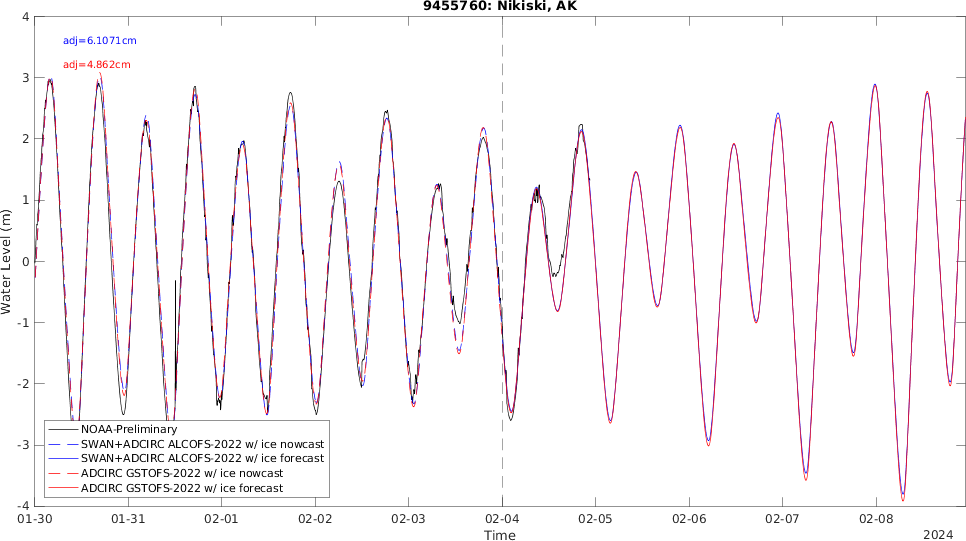 9455760: Nikiski, AK
adj=6.1071cm
adj=4.862cm
Water Level (m)
4
3
2
1
0
-1
-2
-3
-4
NOAA-Preliminary
SWAN+ADCIRC ALCOFS-2022 w/ ice nowcast
SWAN+ADCIRC ALCOFS-2022 w/ ice forecast
ADCIRC GSTOFS-2022 w/ ice nowcast
ADCIRC GSTOFS-2022 w/ ice forecast
01-30 01-31 02-01 02-02 02-03 02-04 02-05 02-06 02-07 02-08
Time
2024